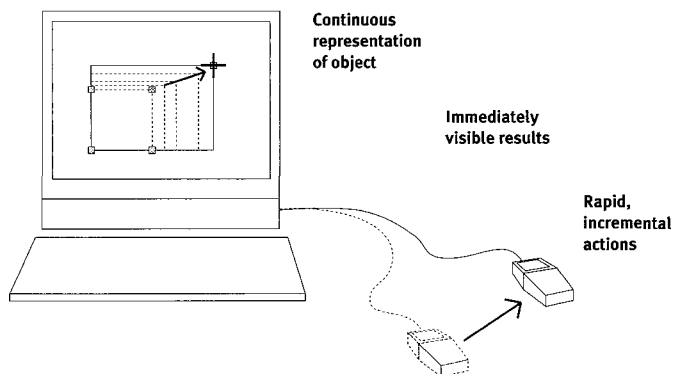 Continuous
representation
of object
Immediately
visible results
Rapid,
incremental
actions